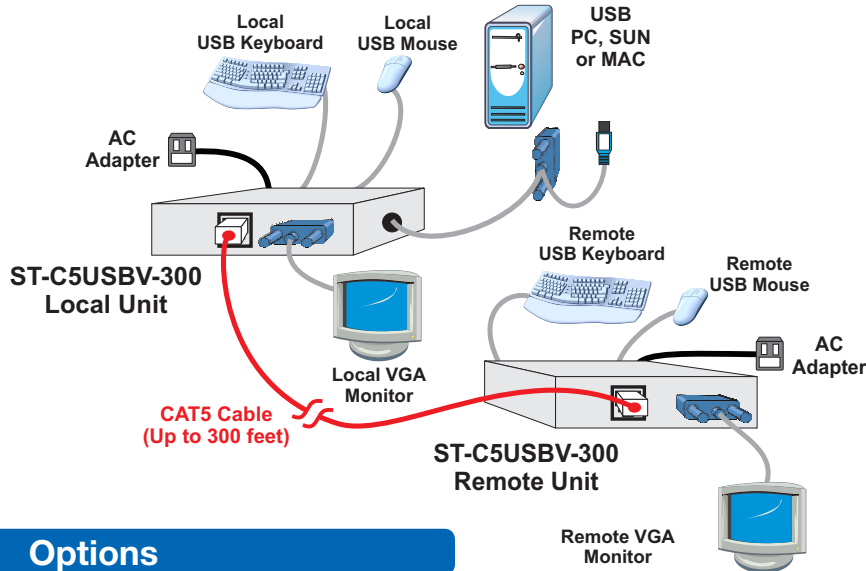 Local
USB Keyboard
Local
USB Mouse
USB
PC, SUN
or MAC
AC
Adapter
ST-C5USBV-300
Local Unit
Remote
USB Keyboard
Remote
USB Mouse
AC
Adapter
Local VGA
Monitor
CAT5 Cable
(Up to 300 feet)
ST-C5USBV-300
Remote Unit
Options
Remote VGA
Monitor